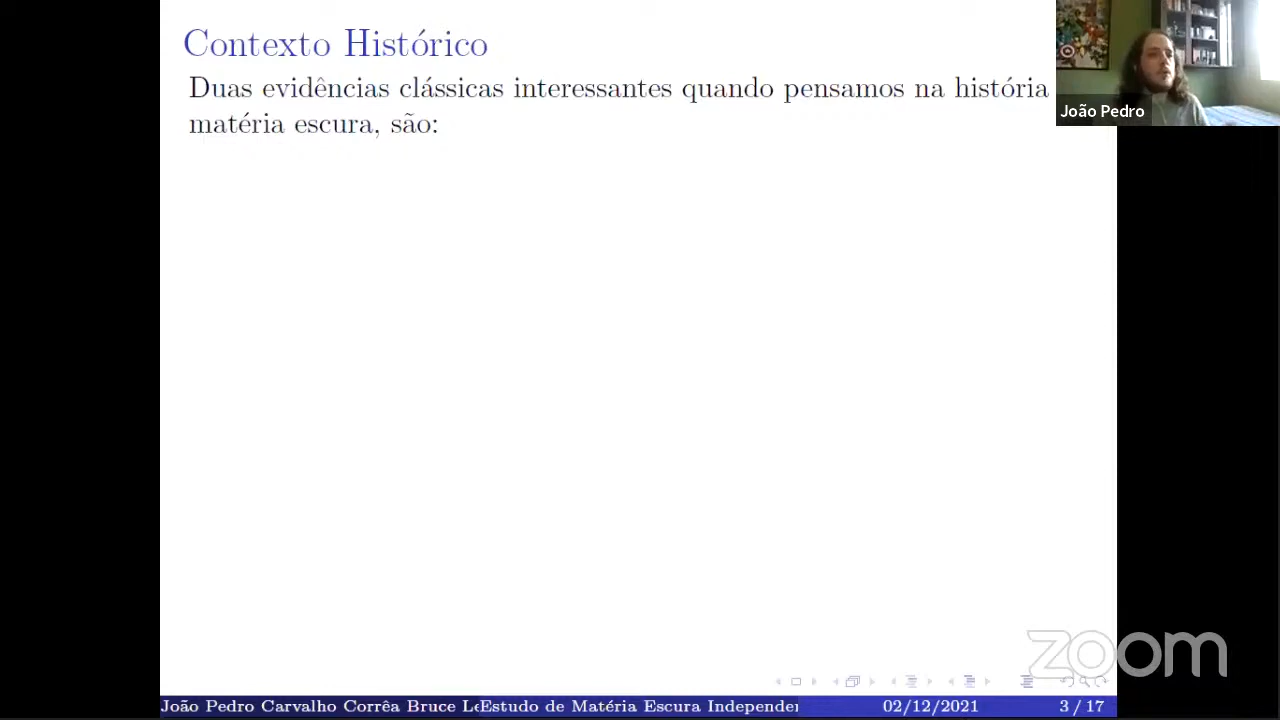 Contexto Histórico
Duas evidências clássicas interessantes quando pensamos na história
matéria escura, são:
João Pedro
zoom
João Pedro Carvalho Corrêa Bruce Le Estudo de Matéria Escura Independen 02/12/2021 3 / 17